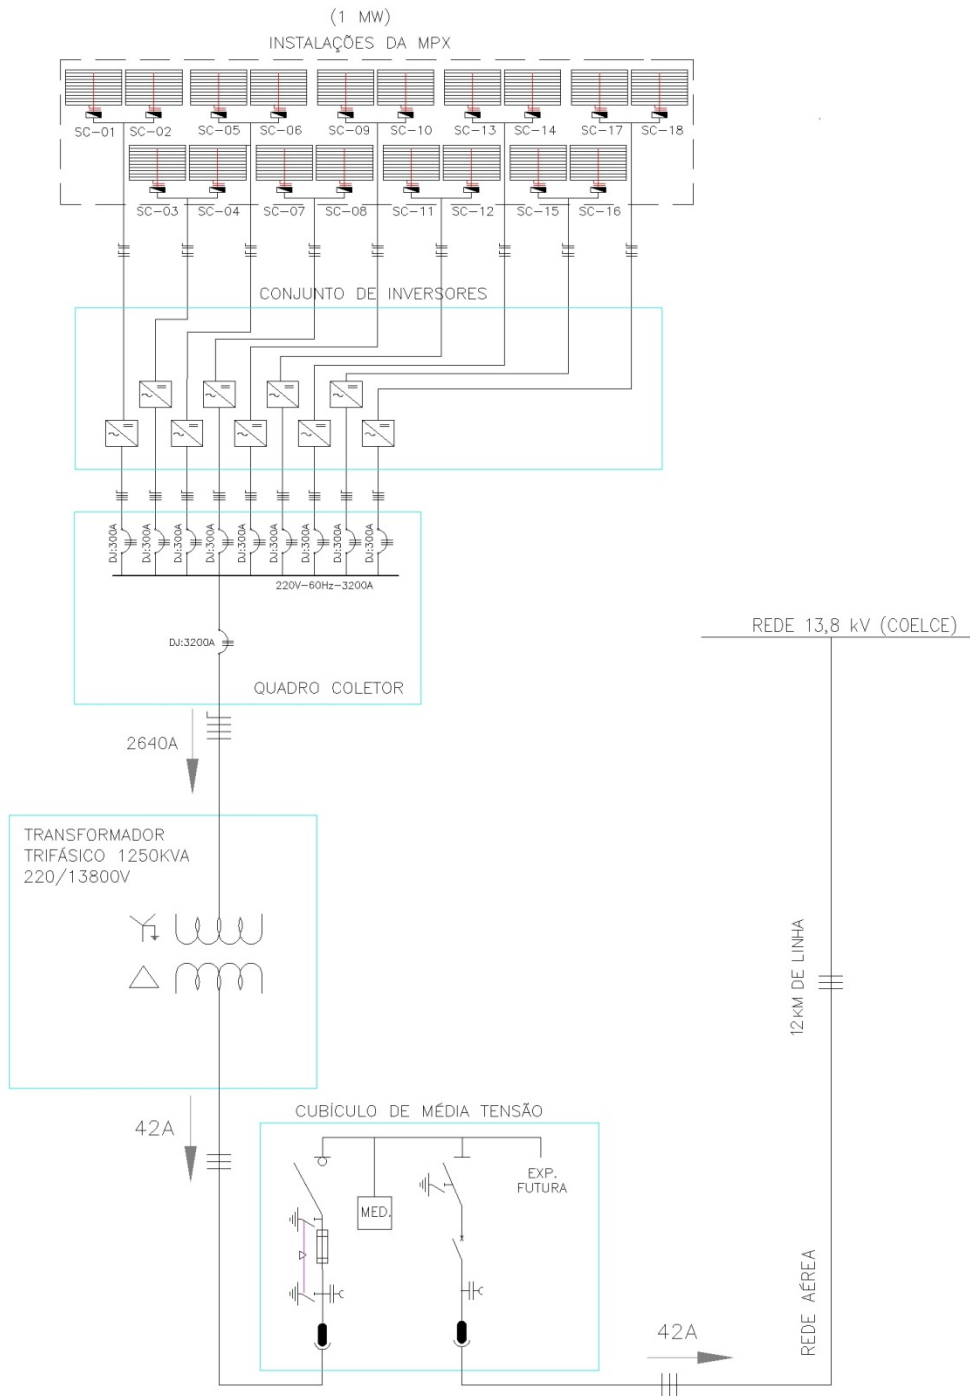 (1 MW)
INSTALAÇÕES DA MPX
SC-01 SC-02 SC-05 SC-06 SC-09 SC-10 SC-13 SC-14 SC-17 SC-18
SC-03 SC-04 SC-07 SC-08 SC-11 SC-12 SC-15 SC-16
CONJUNTO DE INVERSORES
DJ:300A DJ:300A DJ:300A DJ:300A DJ:300A DJ:300A DJ:300A DJ:300A DJ:300A
220V-60Hz-3200A
DJ:3200A
QUADRO COLETOR
REDE 13,8 kV (COELCE)
2640A
TRANSFORMADOR
TRIFÁSICO 1250KVA
220/13800V
12KM DE LINHA
42A
CUBÍCULO DE MÉDIA TENSÃO
EXP.
FUTURA
MED.
REDE AÉREA
42A